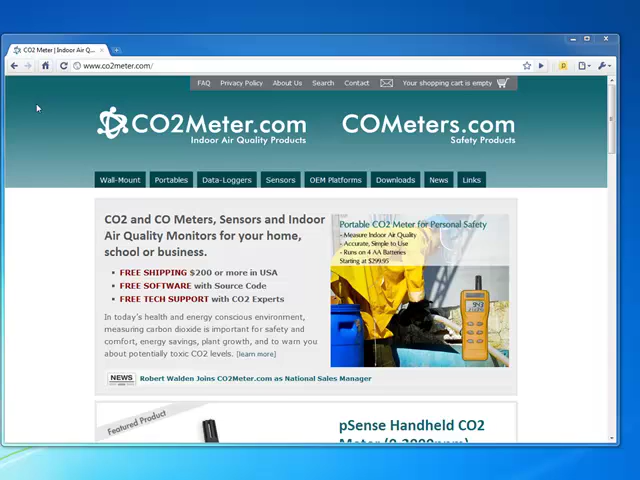 CO2 Meter | Indoor Air Q...
www.co2meter.com/
FAQ Privacy Policy About Us Search Contact Your shopping cart is empty
CO2Meter.com COMeters.com
Indoor Air Quality Products Safety Products
Wall-Mount Portables Data-Loggers Sensors OEM Platforms Downloads News Links
CO2 and CO Meters, Sensors and Indoor
Air Quality Monitors for your home,
school or business.
FREE SHIPPING $200 or more in USA
FREE SOFTWARE with Source Code
FREE TECH SUPPORT with CO2 Experts
In today's health and energy conscious environment,
measuring carbon dioxide is important for safety and
comfort, energy savings, plant growth, and to warn you
about potentially toxic CO2 levels. [learn more]
Portable CO2 Meter for Personal Safety
- Measure Indoor Air Quality
- Accurate, Simple to Use
- Runs on 4 AA Batteries
Starting at $299.95
NEWS Robert Walden Joins CO2Meter.com as National Sales Manager
Featured Product
pSense Handheld CO2